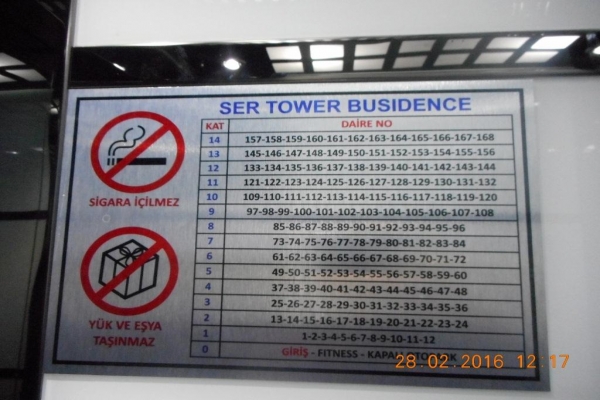 SER TOWER BUSIDENCE
KAT DAIRE NO
14 157-158-159-160-161-162-163-164-165-166-167-168
13 145-146-147-148-149-150-151-152-153-154-155-156
12 133-134-135-136-137-138-139-140-141-142-143-144
11 121-122-123-124-125-126-127-128-129-130-131-132
10 109-110-111-112-113-114-115-116-117-118-119-120
9 97-98-99-100-101-102-103-104-105-106-107-108
8 85-86-87-88-89-90-91-92-93-94-95-96
7 73-74-75-76-77-78-79-80-81-82-83-84
6 61-62-63-64-65-66-67-68-69-70-71-72
5 49-50-51-52-53-54-55-56-57-58-59-60
4 37-38-39-40-41-42-43-44-45-46-47-48
3 25-26-27-28-29-30-31-32-33-34-35-36
2 13-14-15-16-17-18-19-20-21-22-23-24
1 1-2-3-4-5-6-7-8-9-10-11-12
0 GİRİŞ - FITNESS -
SİGARA İÇİLMEZ
YÜK VE EŞYA
TAŞINMAZ
28.02.2016 12:17